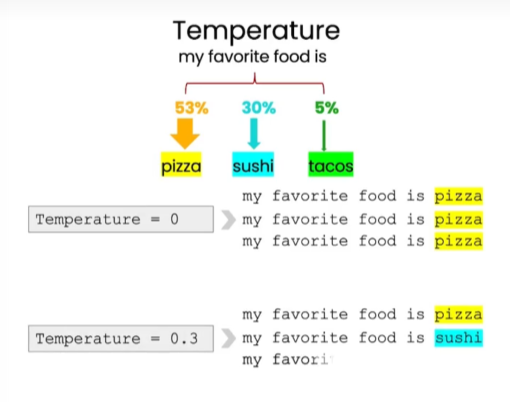 Temperature
my favorite food is
53% 30% 5%
pizza sushi tacos
my favorite food is pizza
Temperature = 0 my favorite food is pizza
my favorite food is pizza
my favorite food is pizza
Temperature = 0.3 my favorite food is sushi
my favori